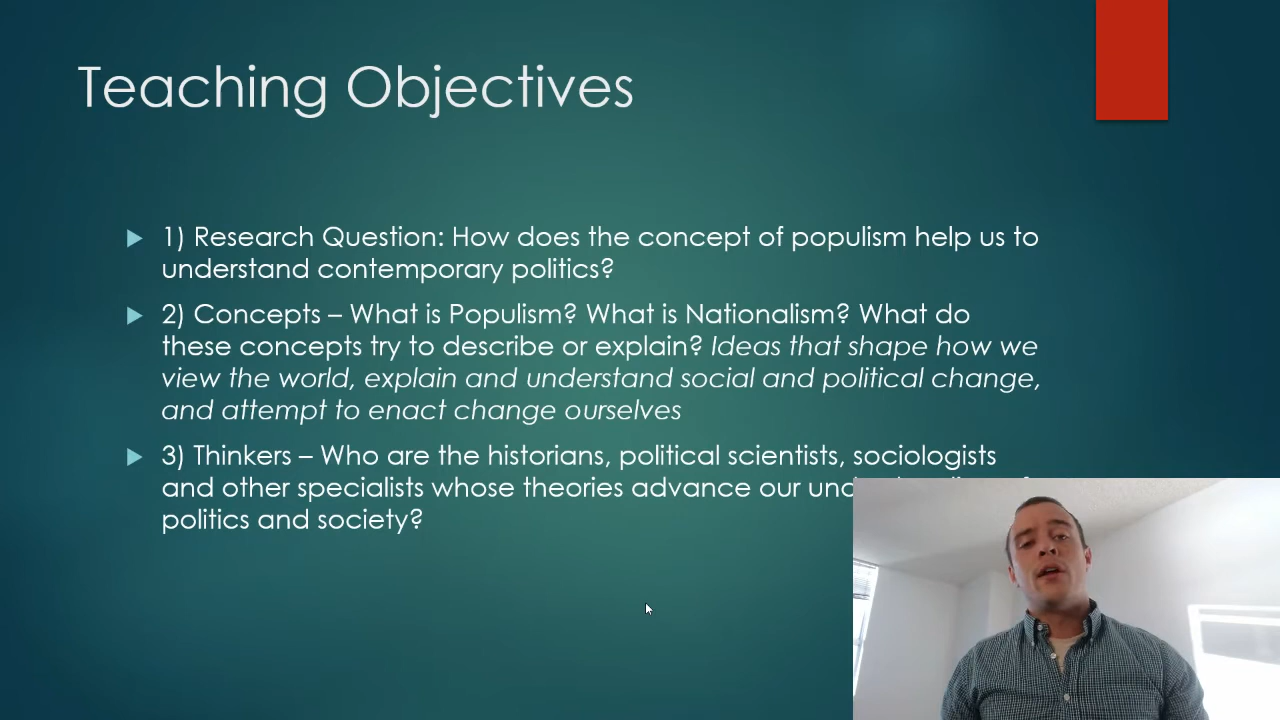 Teaching Objectives
1) Research Question: How does the concept of populism help us to
understand contemporary politics?
2) Concepts – What is Populism? What is Nationalism? What do
these concepts try to describe or explain? Ideas that shape how we
view the world, explain and understand social and political change,
and attempt to enact change ourselves
3) Thinkers – Who are the historians, political scientists, sociologists
and other specialists whose theories advance our
politics and society?